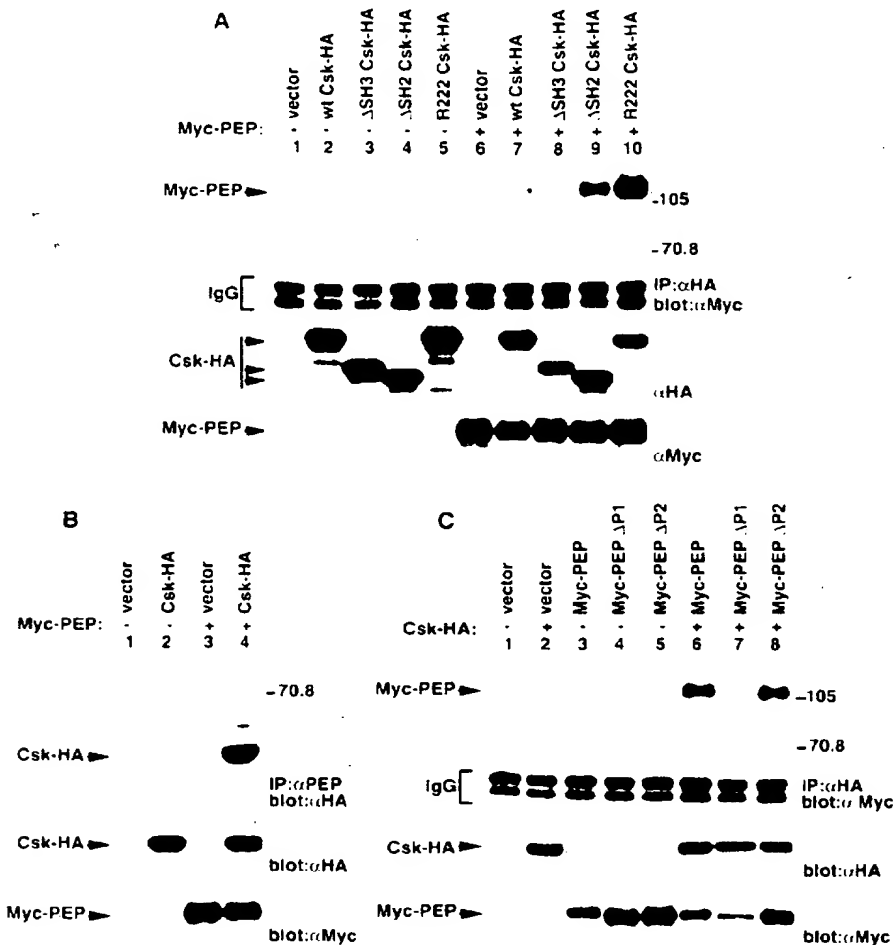 A
- vector
- wt Csk-HA
- ΔSH3 Csk-HA
- ΔSH2 Csk-HA
- R222 Csk-HA
+ vector
+ wt Csk-HA
+ ΔSH3 Csk-HA
+ ΔSH2 Csk-HA
+ R222 Csk-HA
Myc-PEP:
1 2 3 4 5 6 7 8 9 10
Myc-PEP
-105
-70.8
IgG
IP:αHA
blot:αMyc
Csk-HA
αHA
Myc-PEP
αMyc
B
- vector
- Csk-HA
+ vector
+ Csk-HA
Myc-PEP:
1 2 3 4
-70.8
Csk-HA
IP:αPEP
blot:αHA
Csk-HA
blot:αHA
Myc-PEP
blot:αMyc
C
- vector
+ vector
- Myc-PEP
- Myc-PEP ΔP1
- Myc-PEP ΔP2
+ Myc-PEP
+ Myc-PEP ΔP1
+ Myc-PEP ΔP2
Csk-HA:
1 2 3 4 5 6 7 8
Myc-PEP
-105
-70.8
IgG
IP:αHA
blot:α Myc
Csk-HA
blot:αHA
Myc-PEP
blot:αMyc